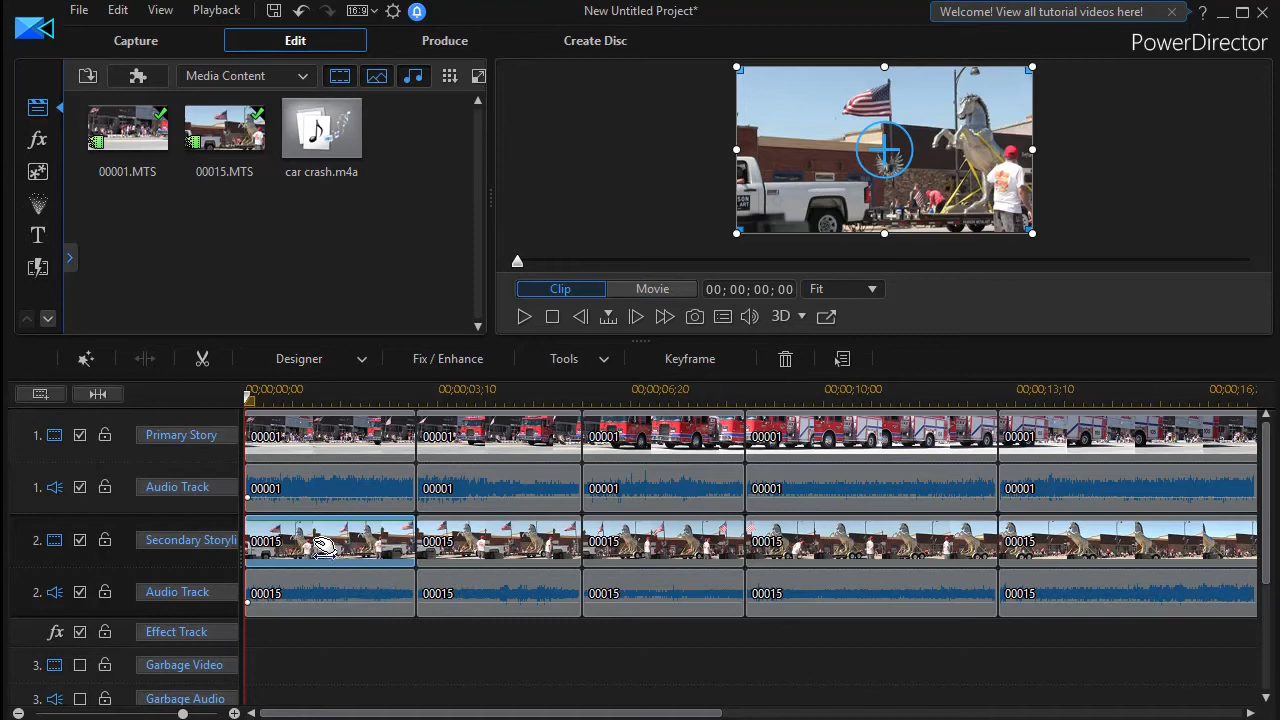 File Edit View Playback 16:9 New Untitled Project* Welcome! View all tutorial videos here! ?
Capture Edit Produce Create Disc PowerDirector
Media Content
00001.MTS 00015.MTS car crash.m4a
fx
T
Clip Movie 00; 00; 00; 00 Fit
3D
Designer Fix / Enhance Tools Keyframe
00;00;00;00 00;00;03;10 00;00;06;20 00;00;10;00 00;00;13;10 00;00;16;
1. Primary Story 00001 00001 00001 00001 00001
1. Audio Track 00001 00001 00001 00001 00001
2. Secondary Storyli 00015 00015 00015 00015 00015
2. Audio Track 00015 00015 00015 00015 00015
fx Effect Track
3. Garbage Video
3. Garbage Audio